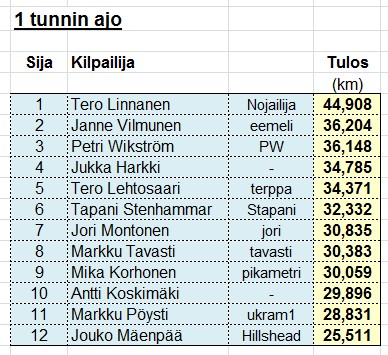 1 tunnin ajo
Sija Kilpailija Tulos
(km)
1 Tero Linnanen Nojailija 44,908
2 Janne Vilmunen eemeli 36,204
3 Petri Wikström PW 36,148
4 Jukka Harkki - 34,785
5 Tero Lehtosaari terppa 34,371
6 Tapani Stenhammar Stapani 32,332
7 Jori Montonen jori 30,835
8 Markku Tavasti tavasti 30,383
9 Mika Korhonen pikametri 30,059
10 Antti Koskimäki - 29,896
11 Markku Pöysti ukram1 28,831
12 Jouko Mäenpää Hillshead 25,511